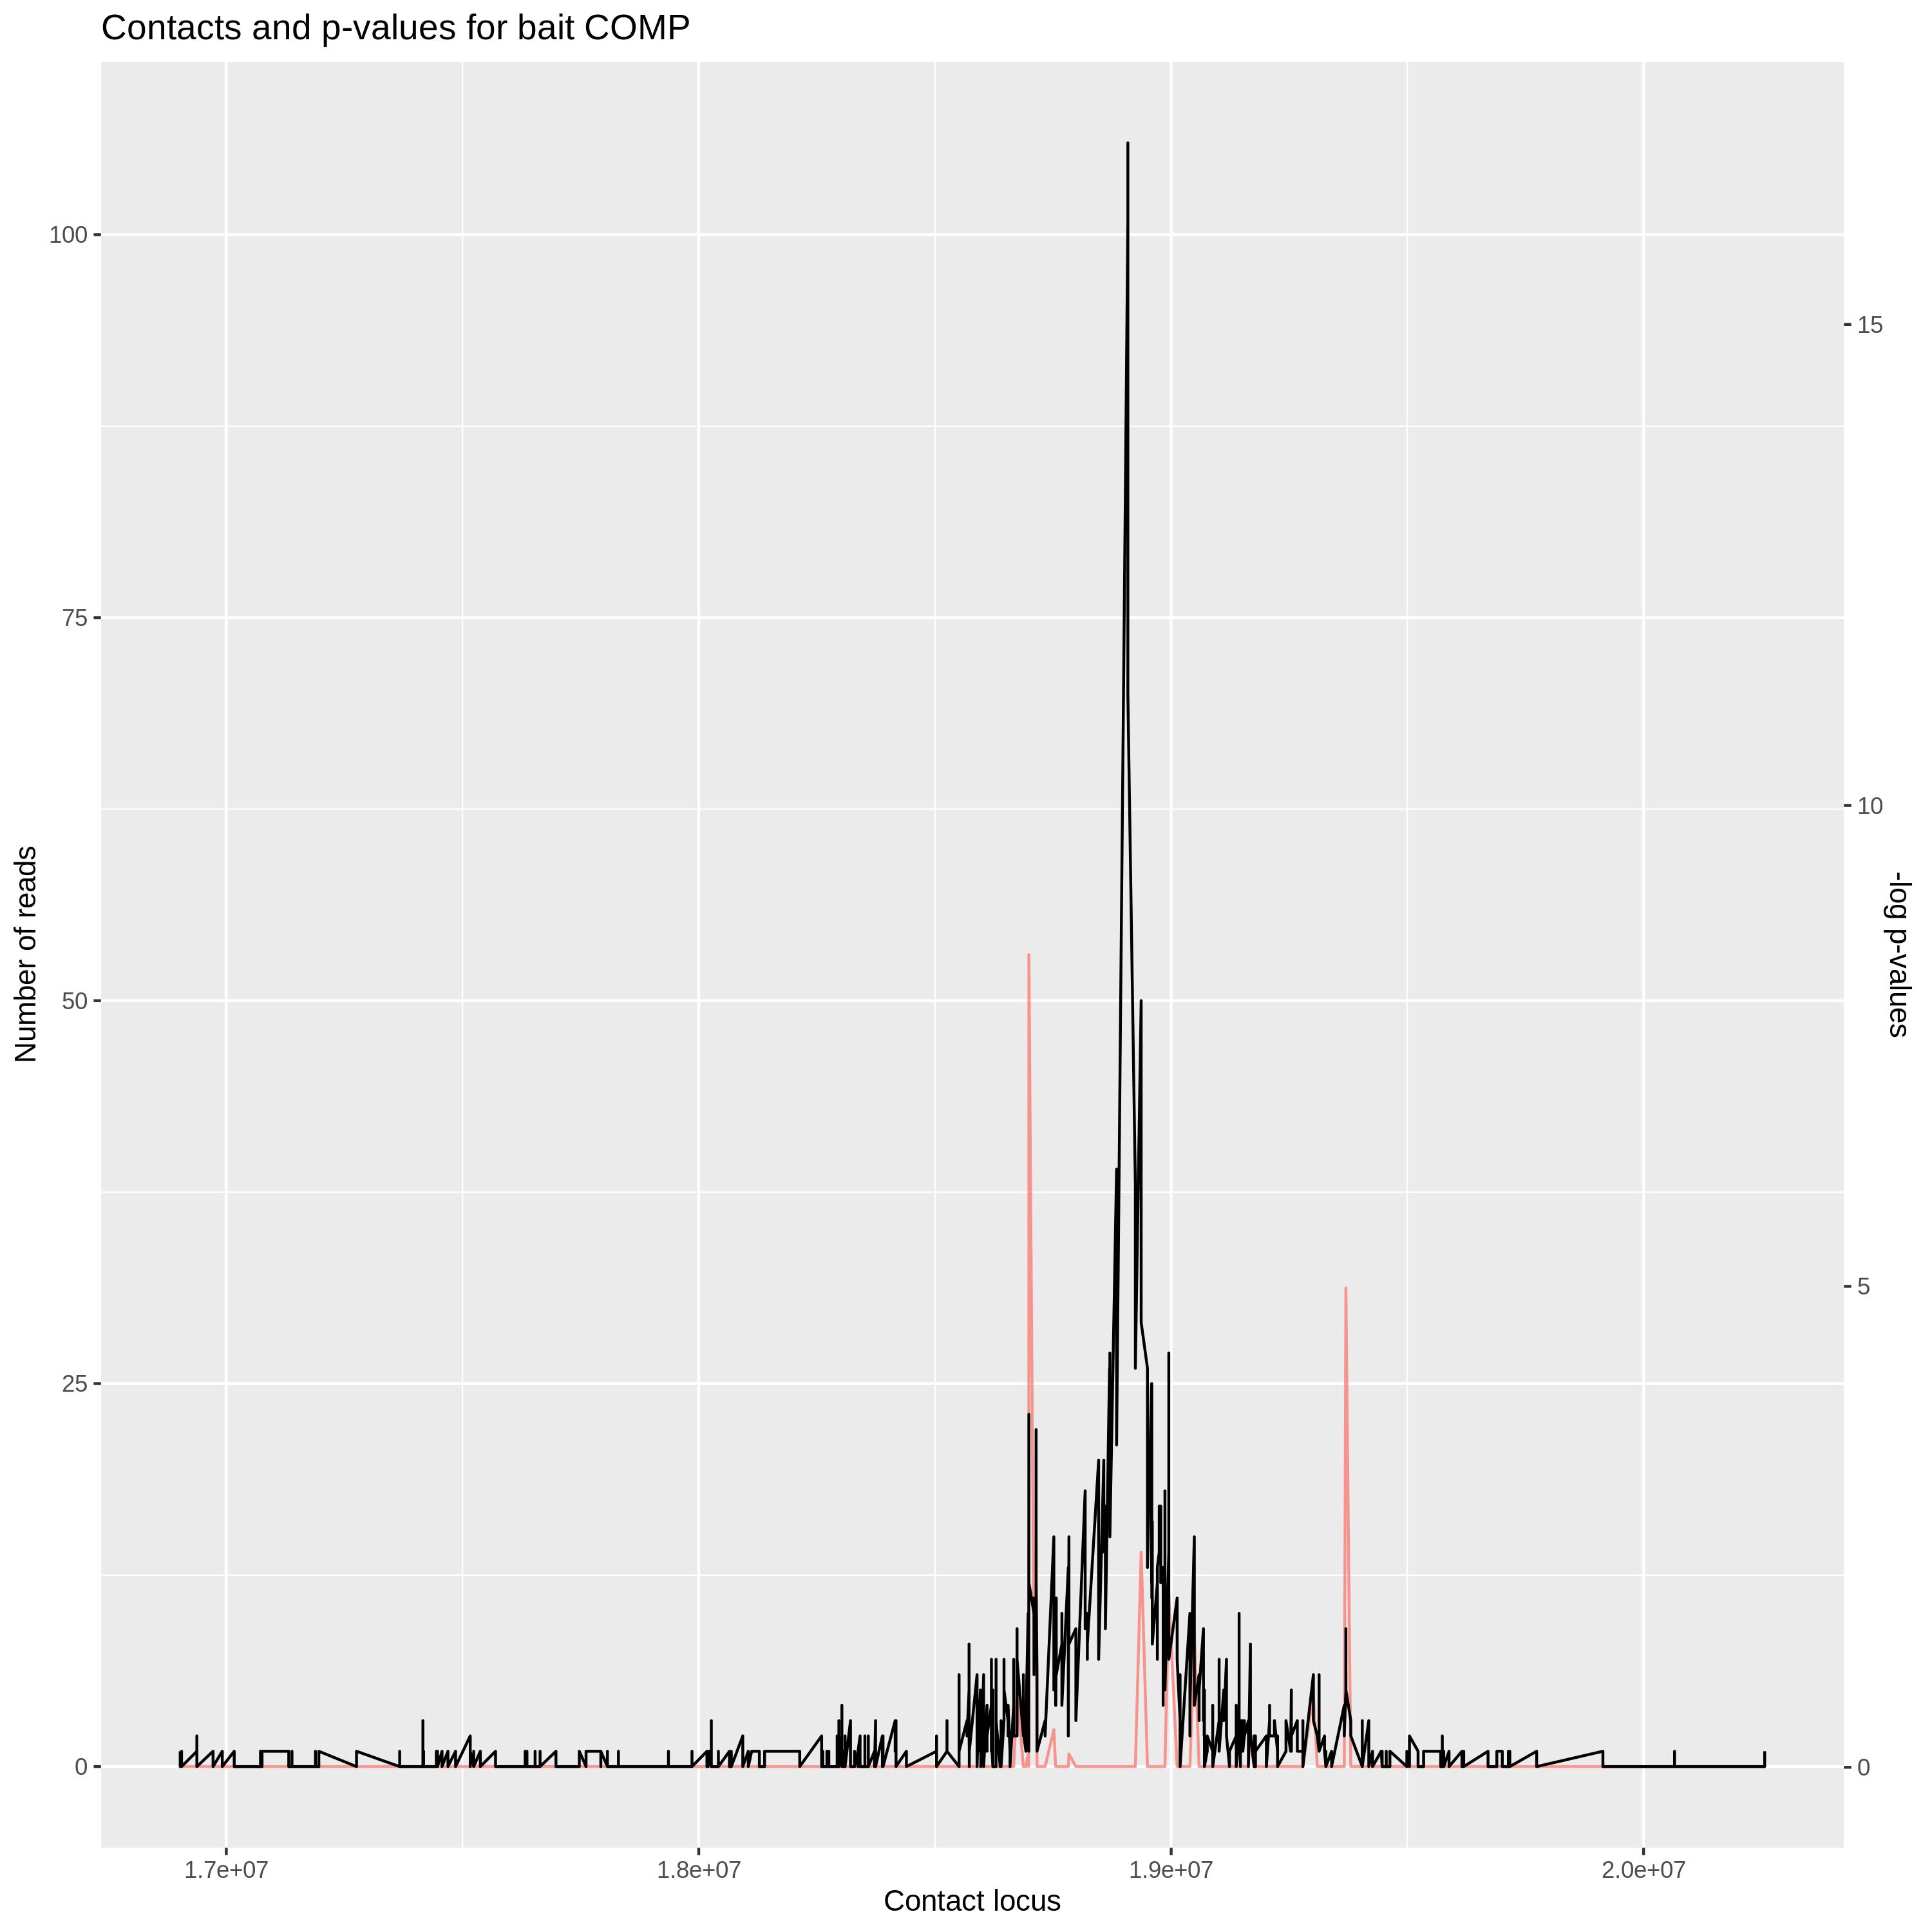 Contacts and p-values for bait COMP
Number of reads
100
75
50
25
0
15
10
5
0
-log p-values
1.7e+07 1.8e+07 1.9e+07 2.0e+07
Contact locus